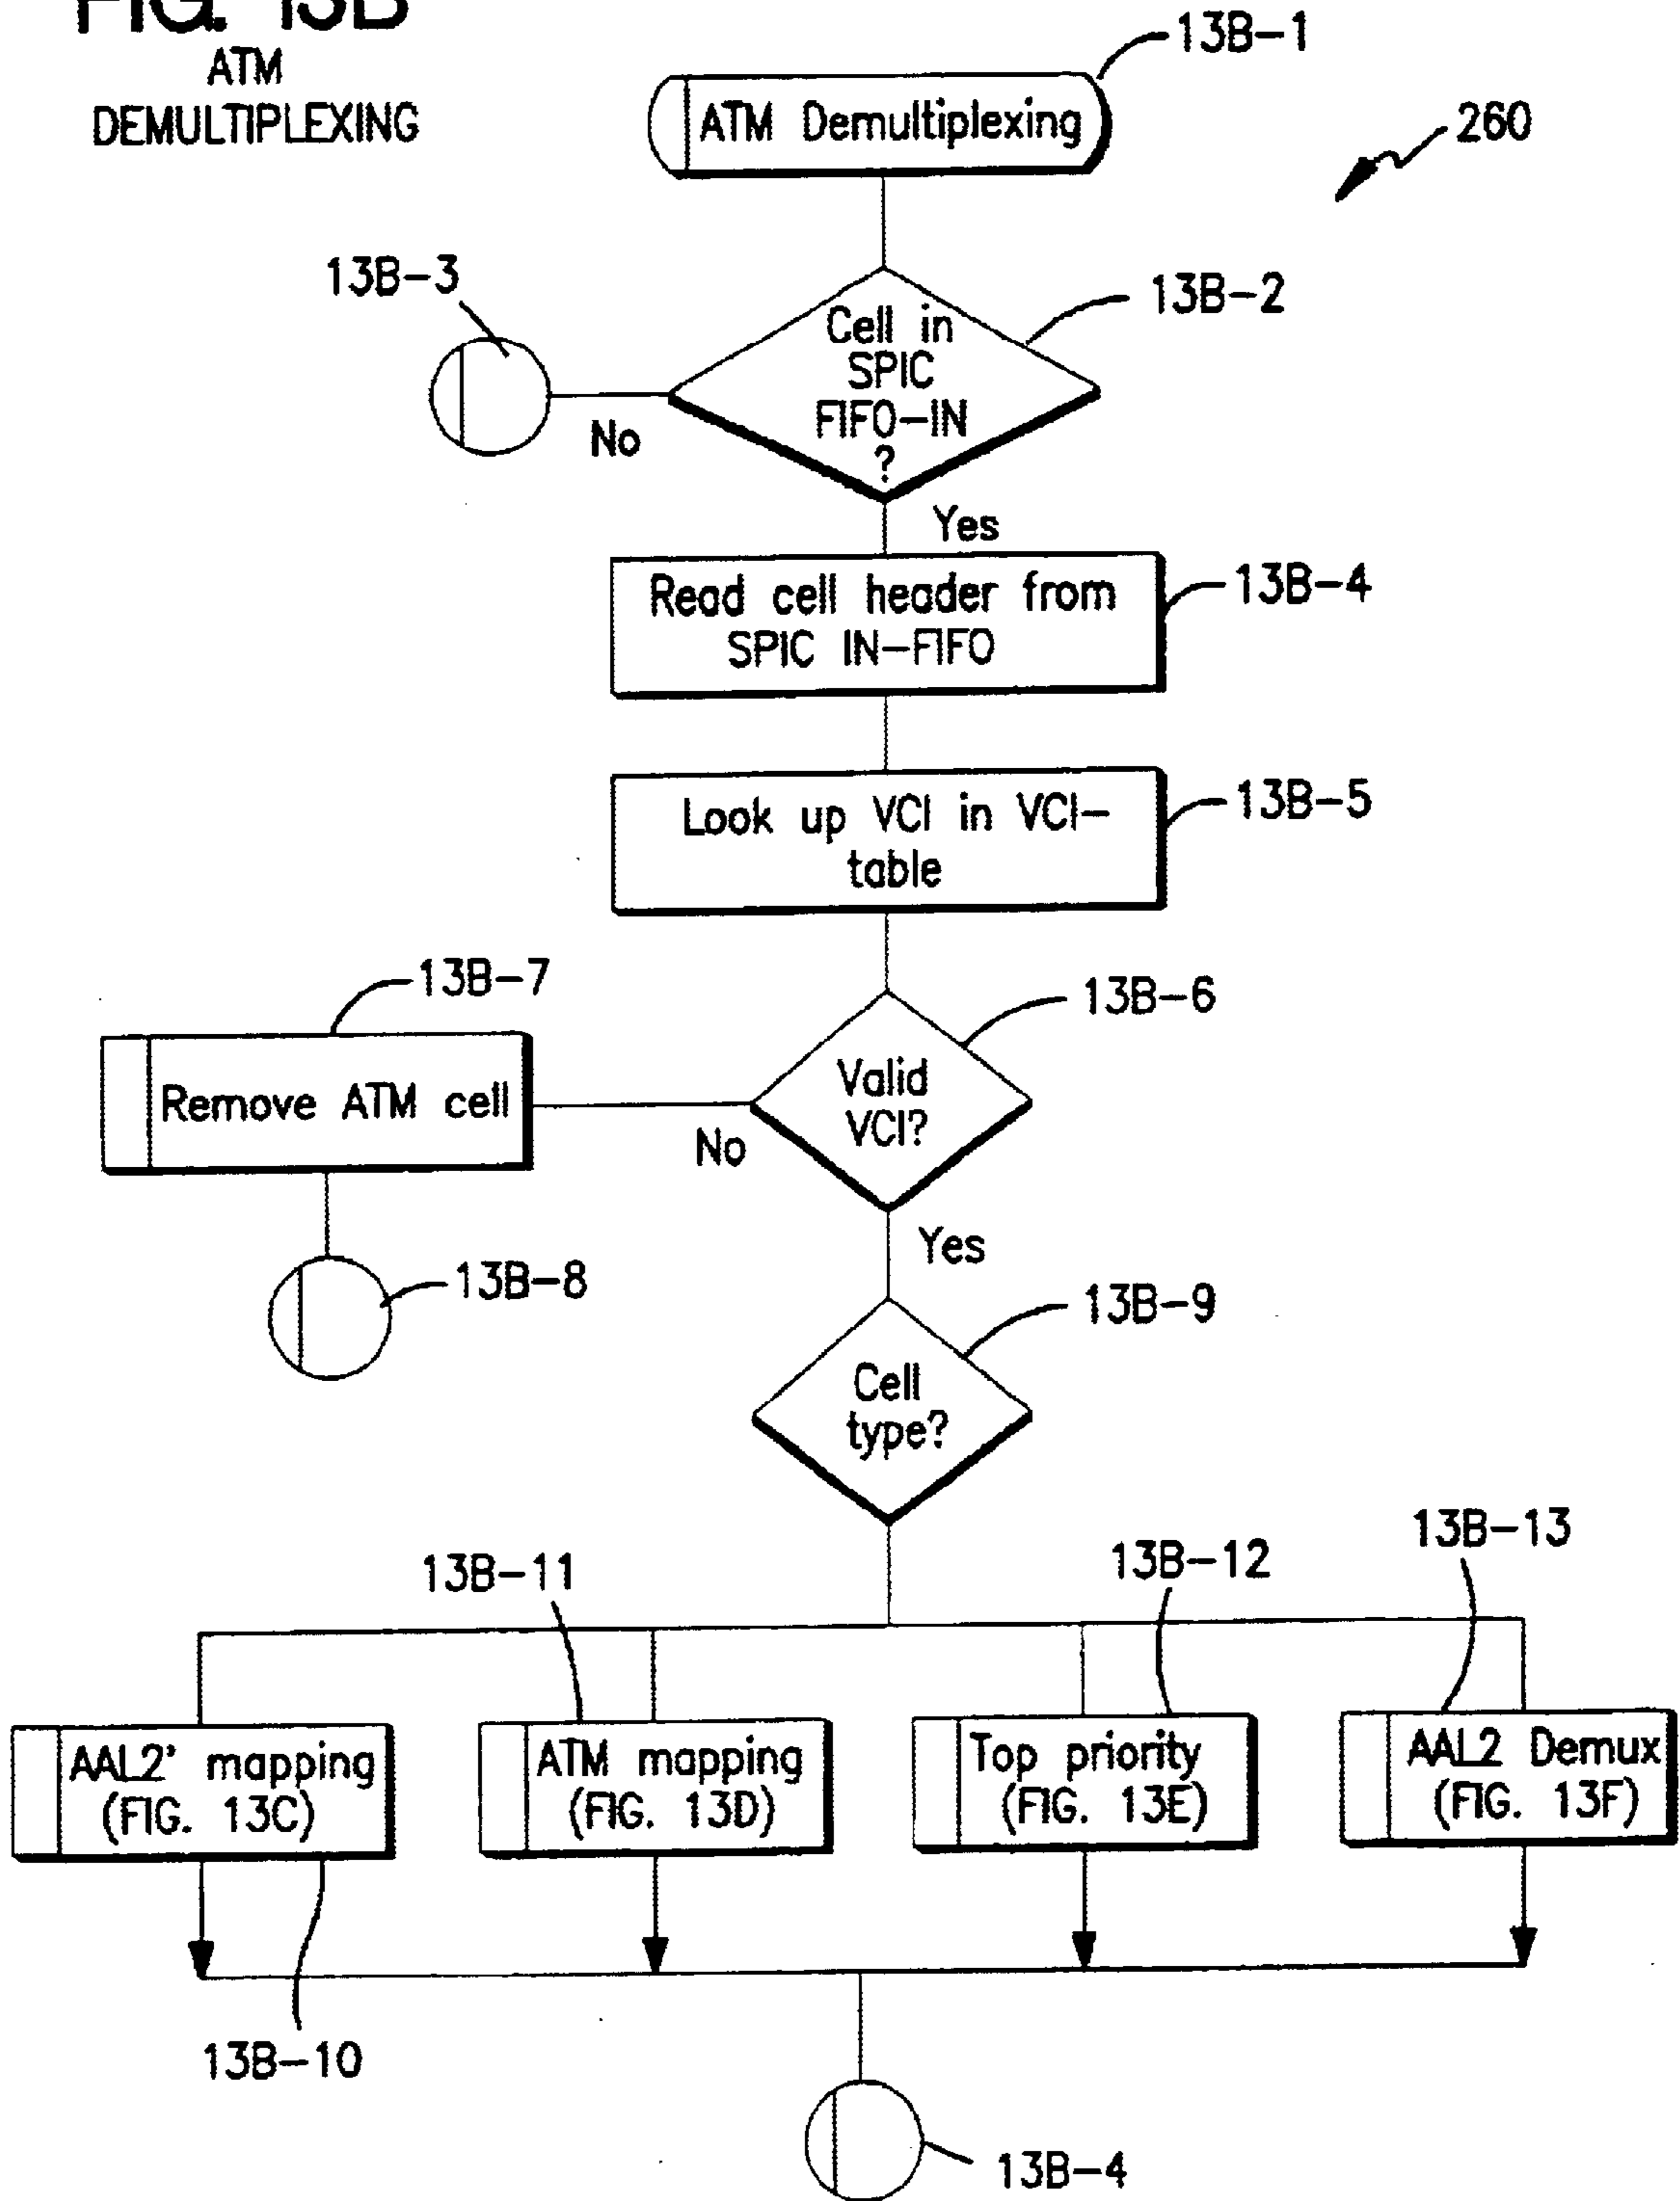 FIG. 13B
ATM
DEMULTIPLEXING
13B-1
ATM Demultiplexing
260
13B-3
13B-2
Cell in
SPIC
FIFO-IN
?
No
Yes
Read cell header from
SPIC IN-FIFO
13B-4
Look up VCI in VCI-
table
13B-5
13B-7
13B-6
Remove ATM cell
Valid
VCI?
No
Yes
13B-8
13B-9
Cell
type?
13B-11
13B-12
13B-13
AAL2' mapping
(FIG. 13C)
ATM mapping
(FIG. 13D)
Top priority
(FIG. 13E)
AAL2 Demux
(FIG. 13F)
13B-10
13B-4